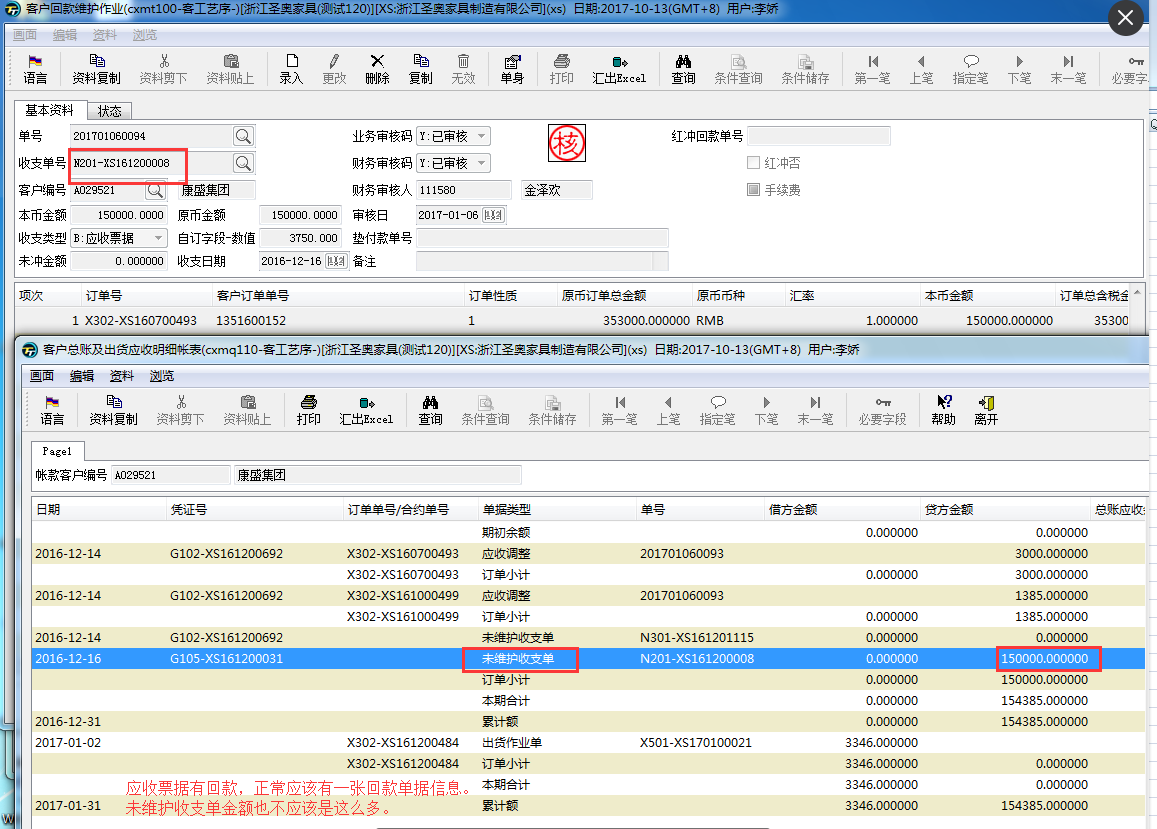 客户回款维护作业(cxmt100-客工艺序-)[浙江圣奥家具(测试120)][XS:浙江圣奥家具制造有限公司](xs) 日期:2017-10-13(GMT+8) 用户:李娇
画面 编辑 资料 浏览
语言 资料复制 资料剪下 资料贴上 录入 更改 删除 复制 无效 单身 打印 汇出Excel 查询 条件查询 条件储存 第一笔 上笔 指定笔 下笔 末一笔 必要字
基本资料 状态
单号 201701060094 业务审核码 Y:已审核 核 红冲回款单号
收支单号 N201-XS161200008 财务审核码 Y:已审核 红冲否
客户编号 A029521 康盛集团 财务审核人 111580 金泽欢 手续费
本币金额 150000.0000 原币金额 150000.0000 审核日 2017-01-06
收支类型 B:应收票据 自订字段-数值 3750.000 垫付款单号
未冲金额 0.000000 收支日期 2016-12-16 备注
项次 订单号 客户订单单号 订单性质 原币订单总金额 原币币种 汇率 本币金额 订单总含税金
1 X302-XS160700493 1351600152 1 353000.000000 RMB 1.000000 150000.000000 35300
客户总账及出货应收明细帐表(cxmq110-客工艺序-)[浙江圣奥家具(测试120)][XS:浙江圣奥家具制造有限公司](xs) 日期:2017-10-13(GMT+8) 用户:李娇
画面 编辑 资料 浏览
语言 资料复制 资料剪下 资料贴上 打印 汇出Excel 查询 条件查询 条件储存 第一笔 上笔 指定笔 下笔 末一笔 必要字段 帮助 离开
Page1
帐款客户编号 A029521 康盛集团
日期 凭证号 订单单号/合约单号 单据类型 单号 借方金额 贷方金额 总账应收
期初余额 0.000000 0.000000
2016-12-14 G102-XS161200692 X302-XS160700493 应收调整 201701060093 3000.000000
X302-XS160700493 订单小计 0.000000 3000.000000
2016-12-14 G102-XS161200692 X302-XS161000499 应收调整 201701060093 1385.000000
X302-XS161000499 订单小计 0.000000 1385.000000
2016-12-14 G102-XS161200692 未维护收支单 N301-XS161201115 0.000000 0.000000
2016-12-16 G105-XS161200031 未维护收支单 N201-XS161200008 0.000000 150000.000000
订单小计 0.000000 150000.000000
本期合计 0.000000 154385.000000
2016-12-31 累计额 0.000000 154385.000000
2017-01-02 X302-XS161200484 出货作业单 X501-XS170100021 3346.000000
X302-XS161200484 订单小计 3346.000000 0.000000
本期合计 3346.000000 0.000000
2017-01-31 累计额 3346.000000 154385.000000
应收票据有回款，正常应该有一张回款单据信息。
未维护收支单金额也不应该是这么多。